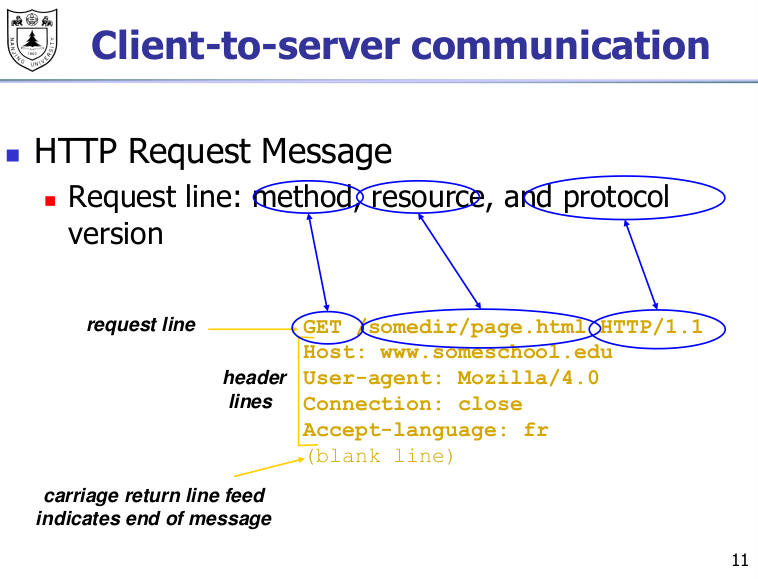 Client-to-server communication
HTTP Request Message
Request line: method, resource, and protocol
version
request line
GET /somedir/page.html HTTP/1.1
Host: www.someschool.edu
header
lines
User-agent: Mozilla/4.0
Connection: close
Accept-language: fr
(blank line)
carriage return line feed
indicates end of message
11
NANJING UNIVERSITY
1902